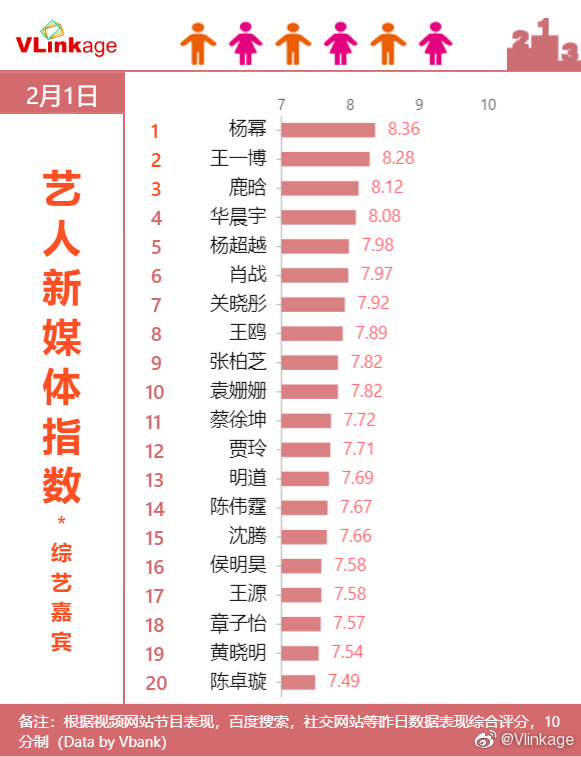 VLinkage
1
2
3
2月1日
艺人新媒体指数
*综艺嘉宾
7 8 9 10
1 杨幂 8.36
2 王一博 8.28
3 鹿晗 8.12
4 华晨宇 8.08
5 杨超越 7.98
6 肖战 7.97
7 关晓彤 7.92
8 王鸥 7.89
9 张柏芝 7.82
10 袁姗姗 7.82
11 蔡徐坤 7.72
12 贾玲 7.71
13 明道 7.69
14 陈伟霆 7.67
15 沈腾 7.66
16 侯明昊 7.58
17 王源 7.58
18 章子怡 7.57
19 黄晓明 7.54
20 陈卓璇 7.49
备注：根据视频网站节目表现，百度搜索，社交网站等昨日数据表现综合评分，10
分制（Data by Vbank)
@Vlinkage